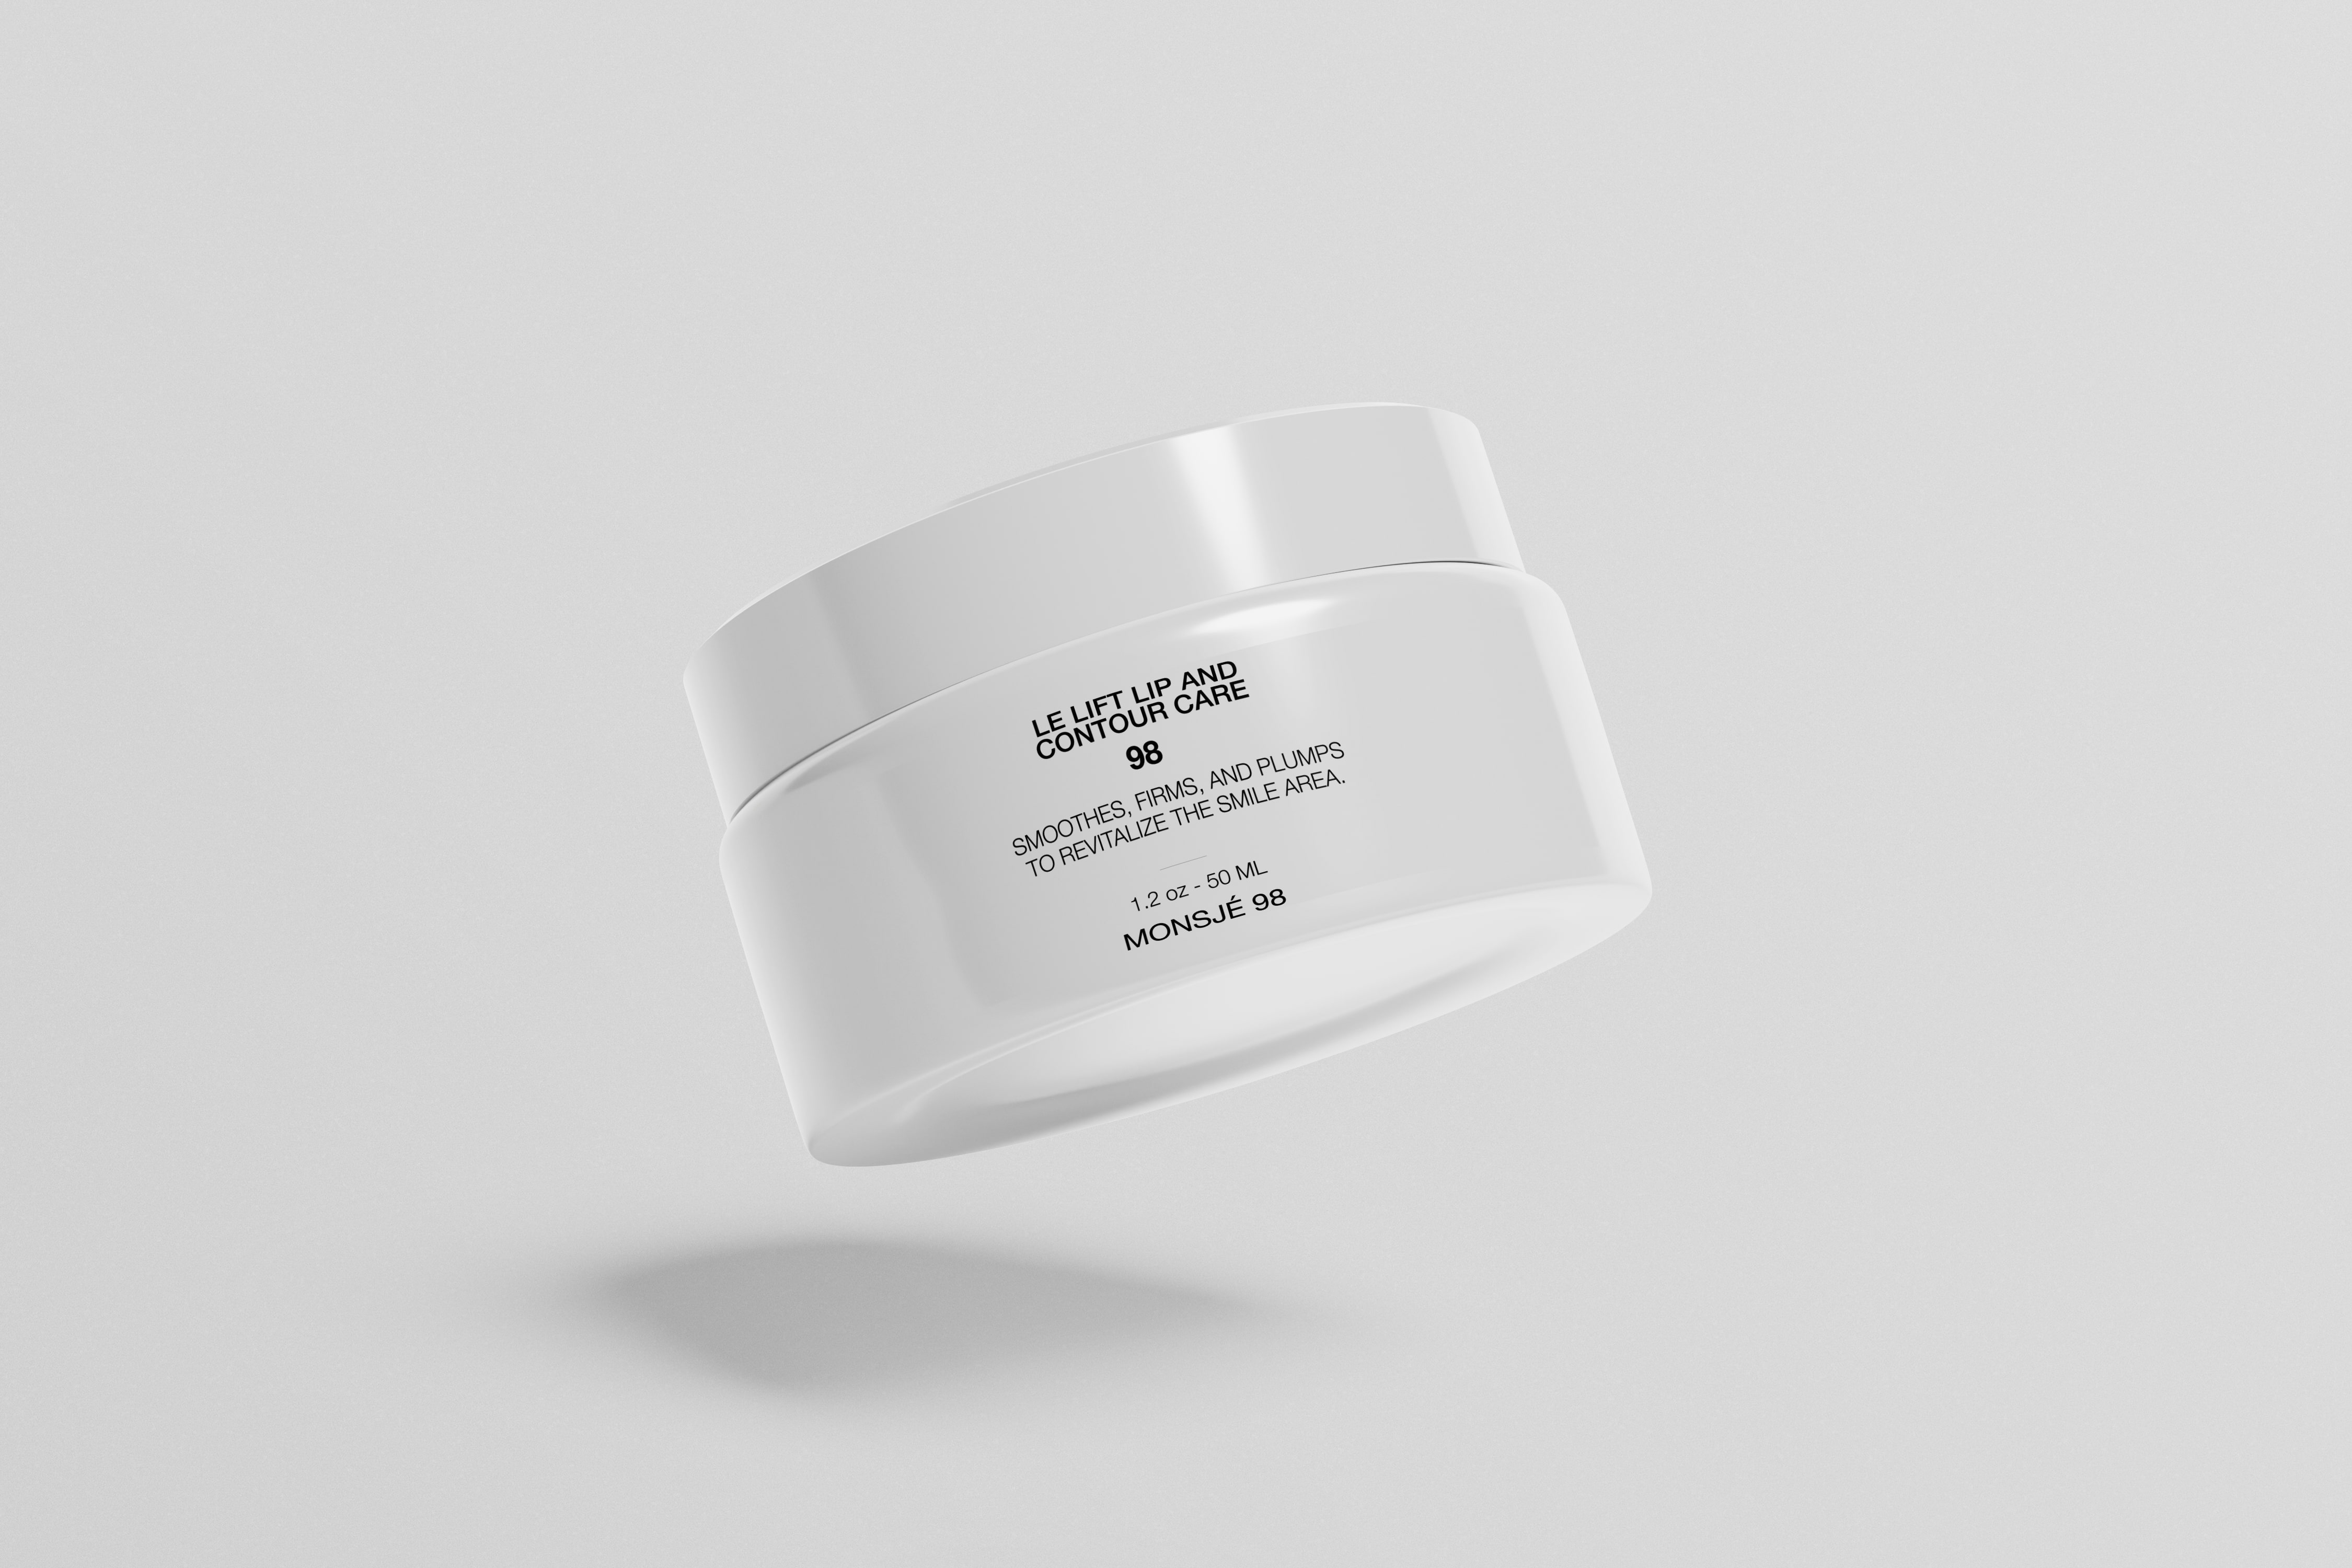 LE LIFT LIP AND
CONTOUR CARE
98
SMOOTHES, FIRMS, AND PLUMPS
TO REVITALIZE THE SMILE AREA.
1.2 oz - 50 ML
MONSJÉ 98